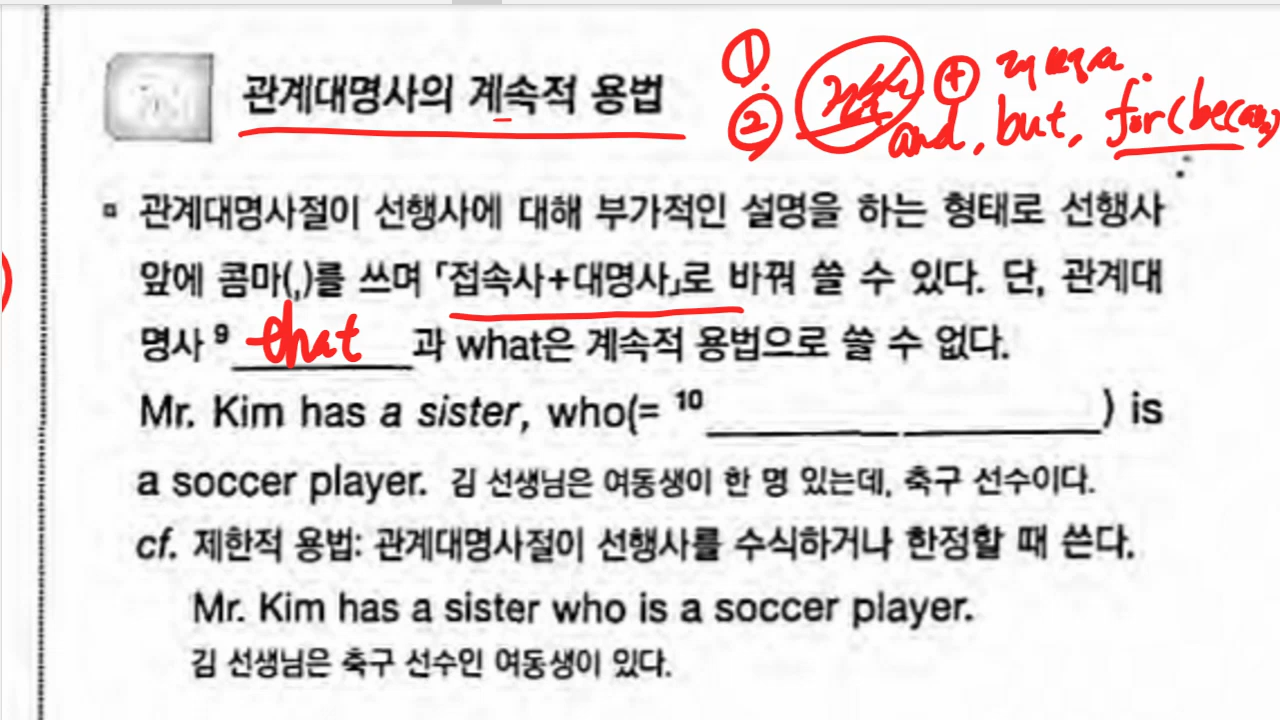 관계대명사의 계속적 용법
① ② 접속사 ⊕ 대명사.
and, but, for(
▫ 관계대명사절이 선행사에 대해 부가적인 설명을 하는 형태로 선행사
앞에 콤마(,)를 쓰며 「접속사+대명사」로 바꿔 쓸 수 있다. 단, 관계대
명사 ⁹ that 과 what은 계속적 용법으로 쓸 수 없다.
Mr. Kim has a sister, who(= ¹⁰ ) is
a soccer player. 김 선생님은 여동생이 한 명 있는데, 축구 선수이다.
cf. 제한적 용법: 관계대명사절이 선행사를 수식하거나 한정할 때 쓴다.
Mr. Kim has a sister who is a soccer player.
김 선생님은 축구 선수인 여동생이 있다.